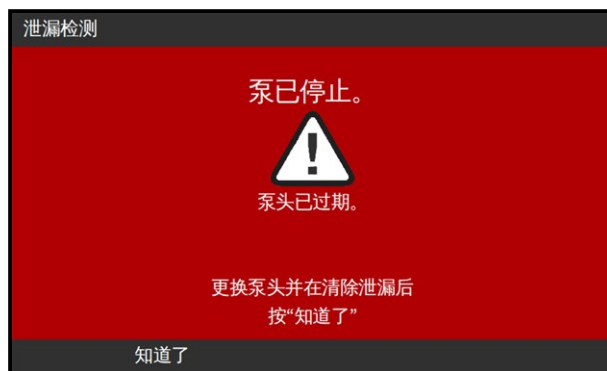 泄漏检测
泵已停止。
泵头已过期。
更换泵头并在清除泄漏后
按“知道了”
知道了